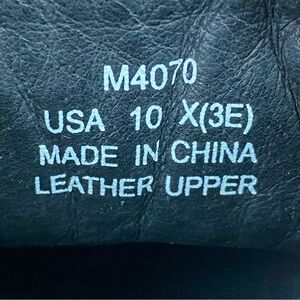 M4070
USA 10 X(3E)
MADE IN CHINA
LEATHER UPPER